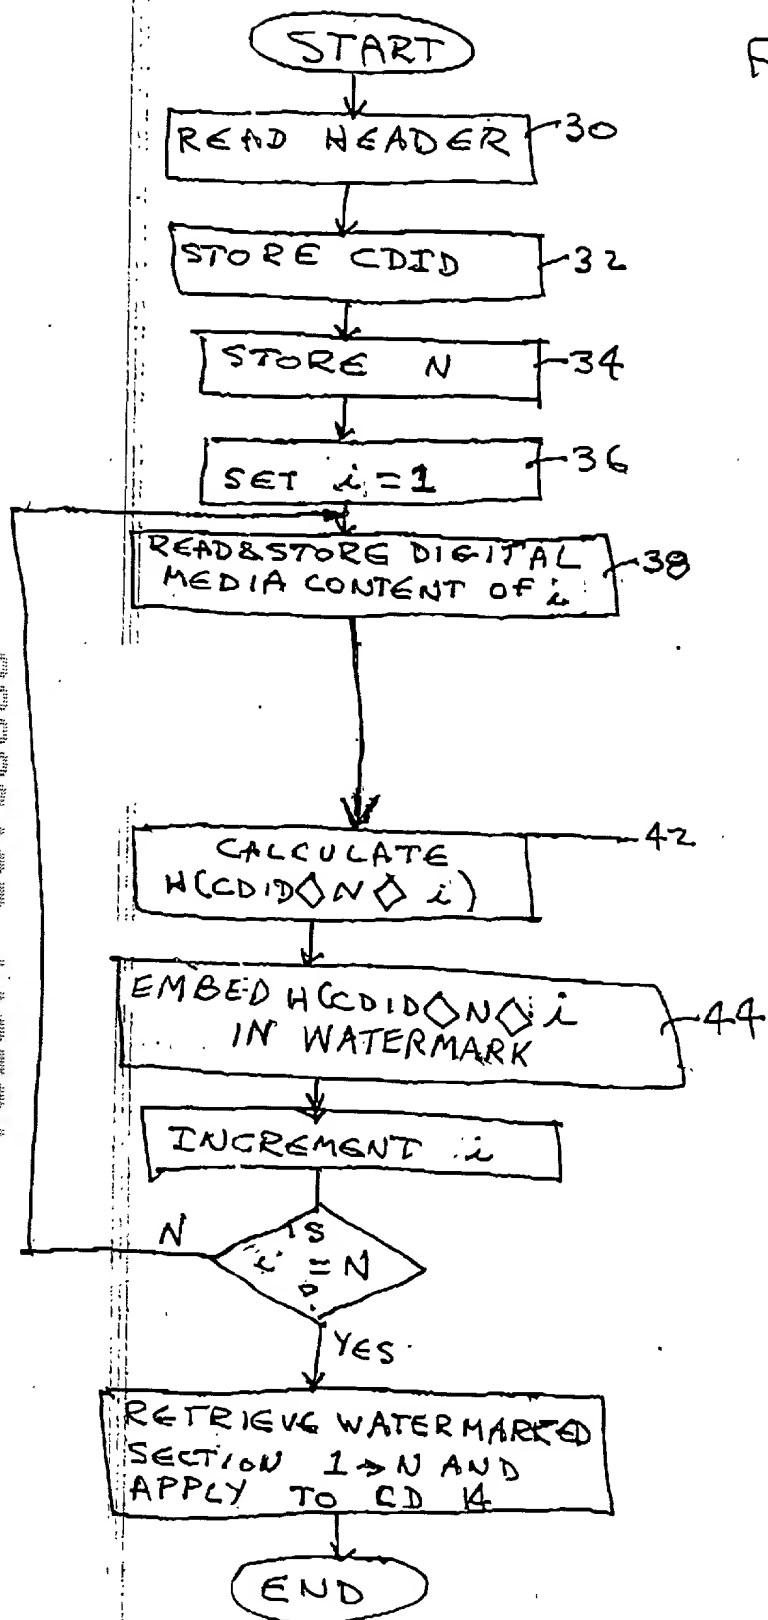 START
F
READ HEADER
30
STORE CDID
32
STORE N
34
SET i = 1
36
READ & STORE DIGITAL
MEDIA CONTENT OF i
38
CALCULATE
H(CDID◇N◇ i)
42
EMBED H(CDID◇N◇ i
IN WATERMARK
44
INCREMENT i
IS
i = N
?
N
YES
RETRIEVE WATERMARKED
SECTION 1→N AND
APPLY TO CD 14
END